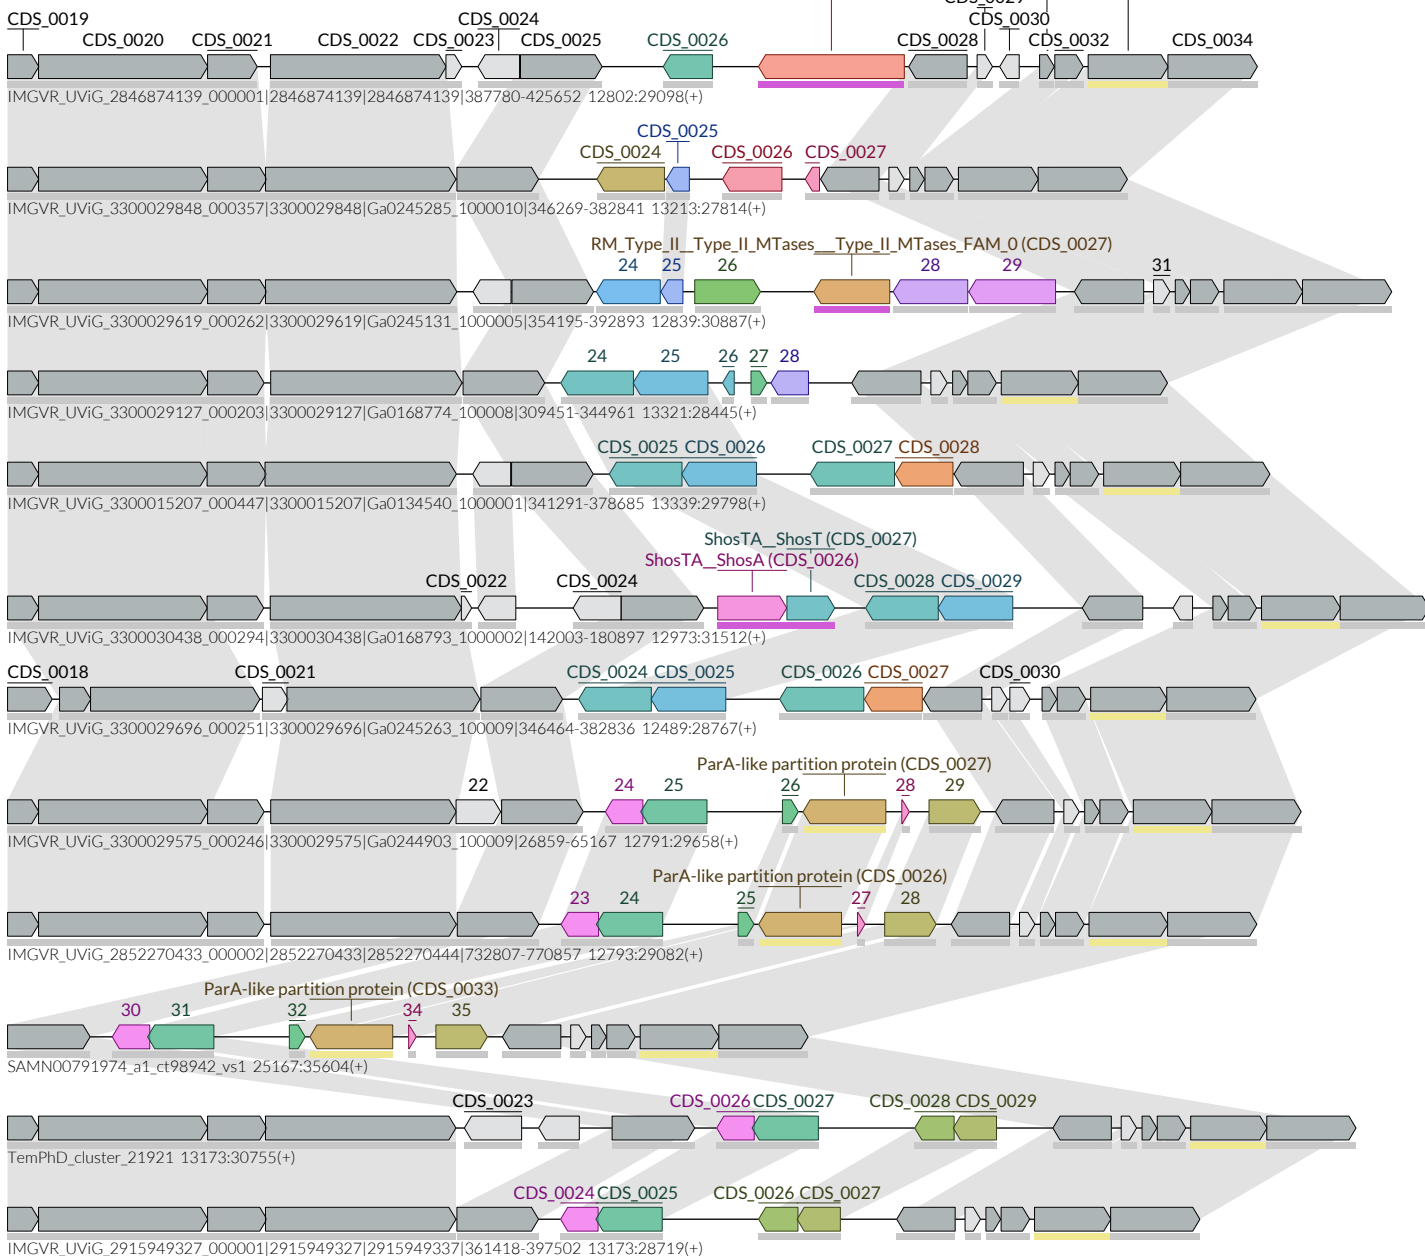 CDS_0029
CDS_0019 CDS_0024 CDS_0030
CDS_0020 CDS_0021 CDS_0022 CDS_0023 CDS_0025 CDS_0026 CDS_0028 CDS_0032 CDS_0034
IMGVR_UViG_2846874139_000001|2846874139|2846874139|387780-425652 12802:29098(+)
CDS_0025
CDS_0024 CDS_0026 CDS_0027
IMGVR_UViG_3300029848_000357|3300029848|Ga0245285_1000010|346269-382841 13213:27814(+)
RM_Type_II__Type_II_MTases___Type_II_MTases_FAM_0 (CDS_0027)
24 25 26 28 29 31
IMGVR_UViG_3300029619_000262|3300029619|Ga0245131_1000005|354195-392893 12839:30887(+)
24 25 26 27 28
IMGVR_UViG_3300029127_000203|3300029127|Ga0168774_100008|309451-344961 13321:28445(+)
CDS_0025 CDS_0026 CDS_0027 CDS_0028
IMGVR_UViG_3300015207_000447|3300015207|Ga0134540_1000001|341291-378685 13339:29798(+)
ShosTA__ShosT (CDS_0027)
ShosTA__ShosA (CDS_0026)
CDS_0022 CDS_0024 CDS_0028 CDS_0029
IMGVR_UViG_3300030438_000294|3300030438|Ga0168793_1000002|142003-180897 12973:31512(+)
CDS_0018 CDS_0021 CDS_0024 CDS_0025 CDS_0026 CDS_0027 CDS_0030
IMGVR_UViG_3300029696_000251|3300029696|Ga0245263_100009|346464-382836 12489:28767(+)
ParA-like partition protein (CDS_0027)
22 24 25 26 28 29
IMGVR_UViG_3300029575_000246|3300029575|Ga0244903_100009|26859-65167 12791:29658(+)
ParA-like partition protein (CDS_0026)
23 24 25 27 28
IMGVR_UViG_2852270433_000002|2852270433|2852270444|732807-770857 12793:29082(+)
ParA-like partition protein (CDS_0033)
30 31 32 34 35
SAMN00791974_a1_ct98942_vs1 25167:35604(+)
CDS_0023 CDS_0026 CDS_0027 CDS_0028 CDS_0029
TemPhD_cluster_21921 13173:30755(+)
CDS_0024 CDS_0025 CDS_0026 CDS_0027
IMGVR_UViG_2915949327_000001|2915949327|2915949337|361418-397502 13173:28719(+)